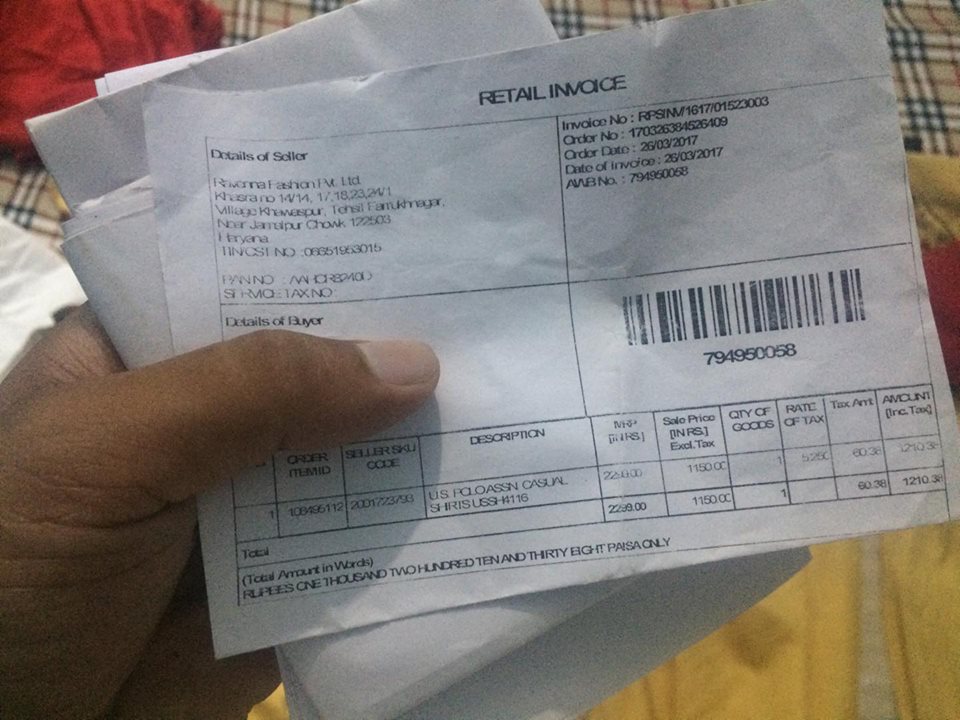 RETAIL INVOICE
Details of Seller
Ravenna Fashion Pvt. Ltd.
Khasra no 14/14, 17,18,23,24/1
Village Khawaspur, Tehsil Farrukhnagar,
Near Jamalpur Chowk 122503
Haryana
TIN/CST NO :06651953015
PAN NO :
SERVICE TAX NO:
Invoice No : RPSINV/1617/01523003
Order No : 170326384526409
Order Date : 26/03/2017
Date of invoice : 26/03/2017
AWB No. : 794950058
Details of Buyer
794950058
ORDER ITEM ID
SELLER SKU CODE
DESCRIPTION
MRP [IN RS.]
Sale Price [IN RS.] Excl.Tax
QTY OF GOODS
RATE OF TAX
Tax Amt
AMOUNT [Inc.Tax]
1 108495112 2001723793 U.S. POLO ASSN. CASUAL SHIRTS USSH4116 2299.00 1150.00 1 5.250 60.38 1210.38
Total 2299.00 1150.00 1 60.38 1210.38
(Total Amount in Words)
RUPEES ONE THOUSAND TWO HUNDRED TEN AND THIRTY EIGHT PAISA ONLY